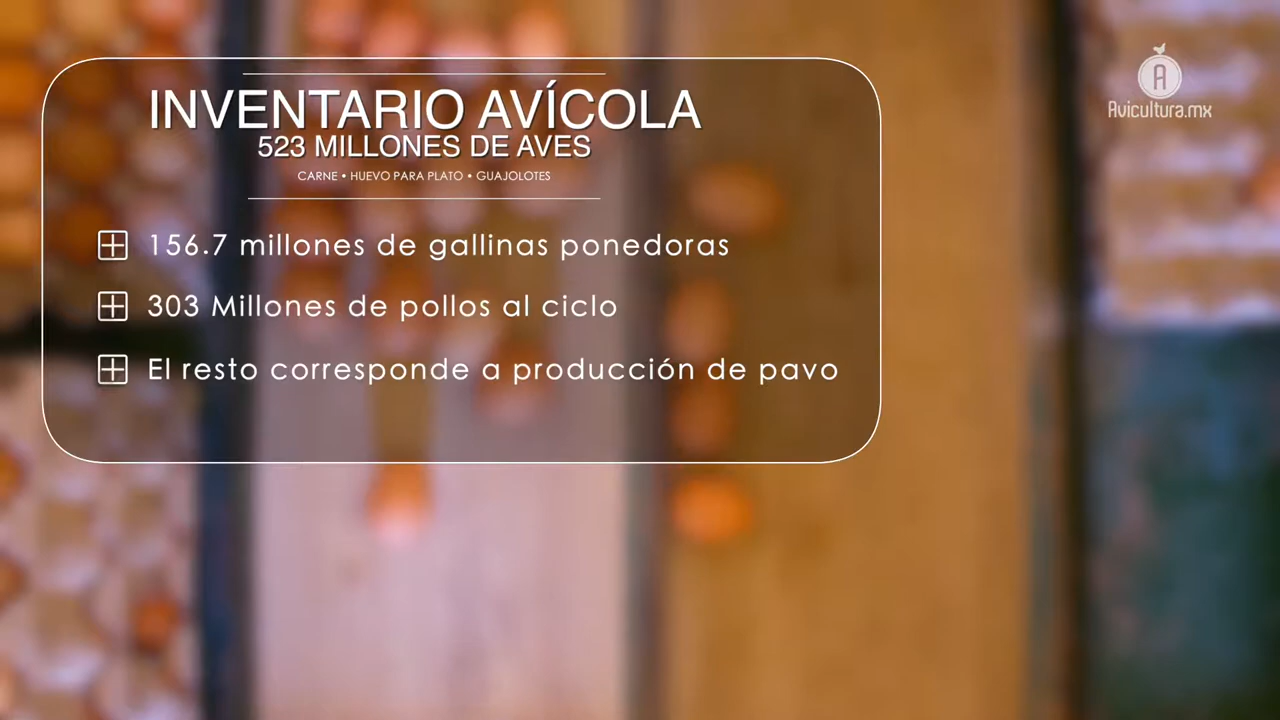 INVENTARIO AVÍCOLA
523 MILLONES DE AVES
CARNE • HUEVO PARA PLATO • GUAJOLOTES
156.7 millones de gallinas ponedoras
303 Millones de pollos al ciclo
El resto corresponde a producción de pavo
A
Avicultura.mx